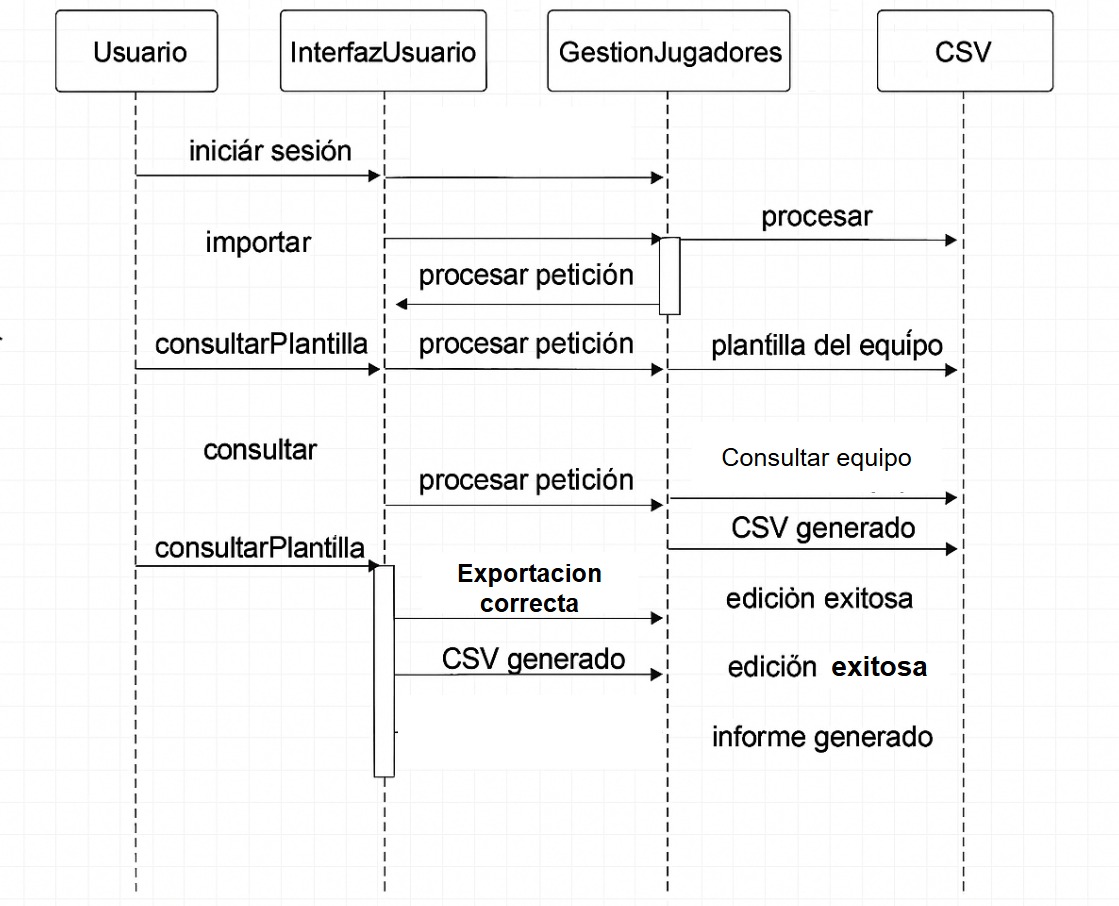 Usuario
InterfazUsuario
GestionJugadores
CSV
iniciár sesión
procesar
importar
procesar petición
consultarPlantilla
procesar petición
plantilla del equípo
consultar
Consultar equipo
procesar petición
CSV generado
consultarPlantilla
Exportacion
correcta
edición exitosa
CSV generado
edición exitosa
informe generado